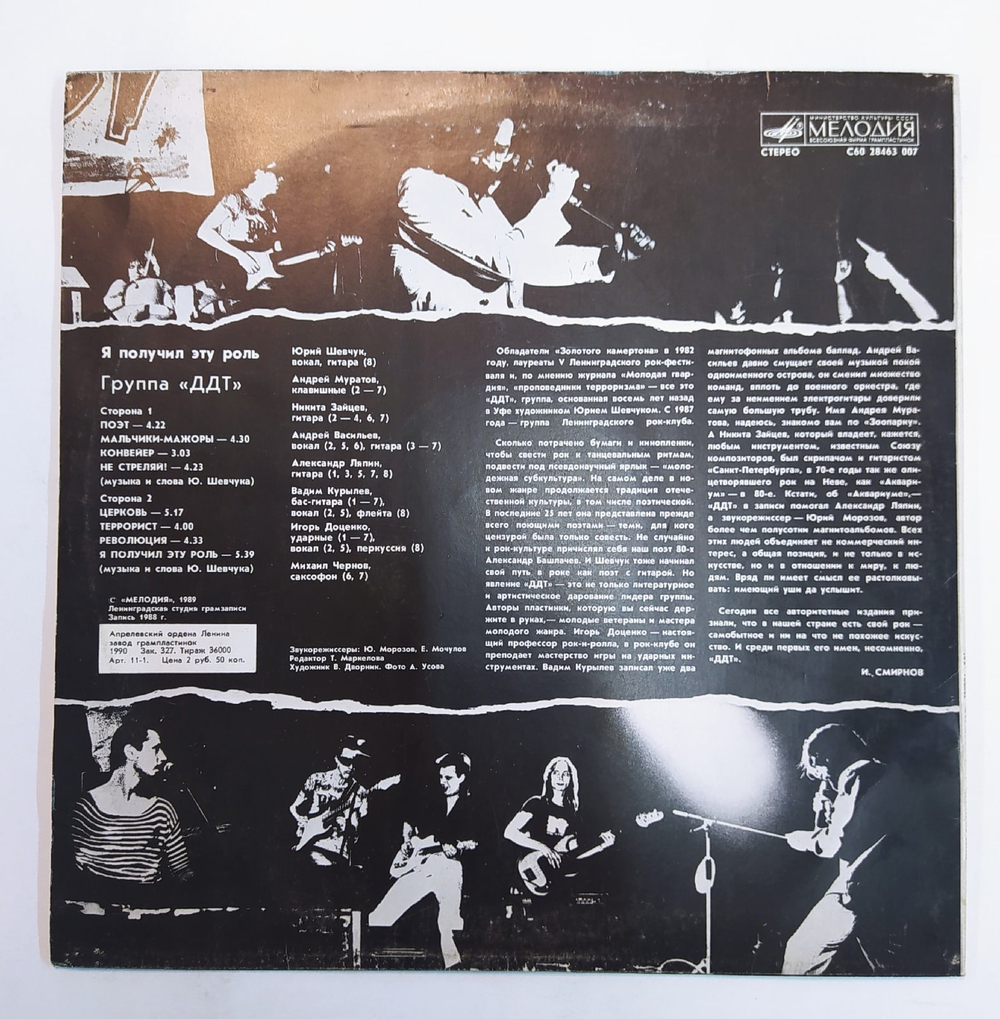 МИНИСТЕРСТВО КУЛЬТУРЫ СССР
МЕЛОДИЯ
ВСЕСОЮЗНАЯ ФИРМА ГРАМПЛАСТИНОК
СТЕРЕО С60 28463 007
Я получил эту роль
Группа «ДДТ»
Сторона 1
ПОЭТ — 4.22
МАЛЬЧИКИ-МАЖОРЫ — 4.30
КОНВЕЙЕР — 3.03
НЕ СТРЕЛЯЙ! — 4.23
(музыка и слова Ю. Шевчука)
Сторона 2
ЦЕРКОВЬ — 5.17
ТЕРРОРИСТ — 4.00
РЕВОЛЮЦИЯ — 4.33
Я ПОЛУЧИЛ ЭТУ РОЛЬ — 5.39
(музыка и слова Ю. Шевчука)
С «МЕЛОДИЯ», 1989
Ленинградская студия грамзаписи
Запись 1988 г.
Апрелевский ордена Ленина
завод грампластинок
1990 Зак. 327. Тираж 36000
Арт. 11-1. Цена 2 руб. 50 коп.
Юрий Шевчук,
вокал, гитара (8)
Андрей Муратов,
клавишные (2 — 7)
Никита Зайцев,
гитара (2 — 4, 6, 7)
Андрей Васильев,
вокал (2, 5, 6), гитара (3 — 7)
Александр Ляпин,
гитара (1, 3, 5, 7, 8)
Вадим Курылев,
бас-гитара (1 — 7),
вокал (2, 5), флейта (8)
Игорь Доценко,
ударные (1 — 7),
вокал (2, 5), перкуссия (8)
Михаил Чернов,
саксофон (6, 7)
Звукорежиссеры: Ю. Морозов, Е. Мочулов
Редактор Т. Маркелова
Художник В. Дворник. Фото А. Усова
Обладатели «Золотого камертона» в 1982
году, лауреаты V Ленинградского рок-фести-
валя и, по мнению журнала «Молодая гвар-
дия», «проповедники терроризма» — все это
«ДДТ», группа, основанная восемь лет назад
в Уфе художником Юрием Шевчуком. С 1987
года — группа Ленинградского рок-клуба.
Сколько потрачено бумаги и кинопленки,
чтобы свести рок к танцевальным ритмам,
подвести под псевдонаучный ярлык — «моло-
дежная субкультура». На самом деле в но-
вом жанре продолжается традиция отече-
ственной культуры, в том числе поэтической.
В последние 25 лет она представлена прежде
всего поющими поэтами — теми, для кого
цензурой была только совесть. Не случайно
к рок-культуре причислял себя наш поэт 80-х
Александр Башлачев. И Шевчук тоже начинал
свой путь в роке как поэт с гитарой. Но
явление «ДДТ» — это не только литературное
и артистическое дарование лидера группы.
Авторы пластинки, которую вы сейчас дер-
жите в руках,— молодые ветераны и мастера
молодого жанра. Игорь Доценко — настоя-
щий профессор рок-н-ролла, в рок-клубе он
преподает мастерство игры на ударных ин-
струментах. Вадим Курылев записал уже два
магнитофонных альбома баллад. Андрей Ва-
сильев давно смущает своей музыкой покой
одноименного острова, он сменил множество
команд, вплоть до военного оркестра, где
ему за неимением электрогитары доверили
самую большую трубу. Имя Андрея Мура-
това, надеюсь, знакомо вам по «Зоопарку».
А Никита Зайцев, который владеет, кажется,
любым инструментом, известным Союзу
композиторов, был скрипачом и гитаристом
«Санкт-Петербурга», в 70-е годы так же оли-
цетворявшего рок на Неве, как «Аквари-
ум» — в 80-е. Кстати, об «Аквариуме»,—
«ДДТ» в записи помогал Александр Ляпин,
а звукорежиссер — Юрий Морозов, автор
более чем полусотни магнитоальбомов. Всех
этих людей объединяет не коммерческий ин-
терес, а общая позиция, и не только в ис-
кусстве, но и в отношении к миру, к лю-
дям. Вряд ли имеет смысл ее растолковы-
вать: имеющий уши да услышит.
Сегодня все авторитетные издания при-
знали, что в нашей стране есть свой рок —
самобытное и ни на что не похожее искус-
ство. И среди первых его имен, несомненно,
«ДДТ».
И. СМИРНОВ